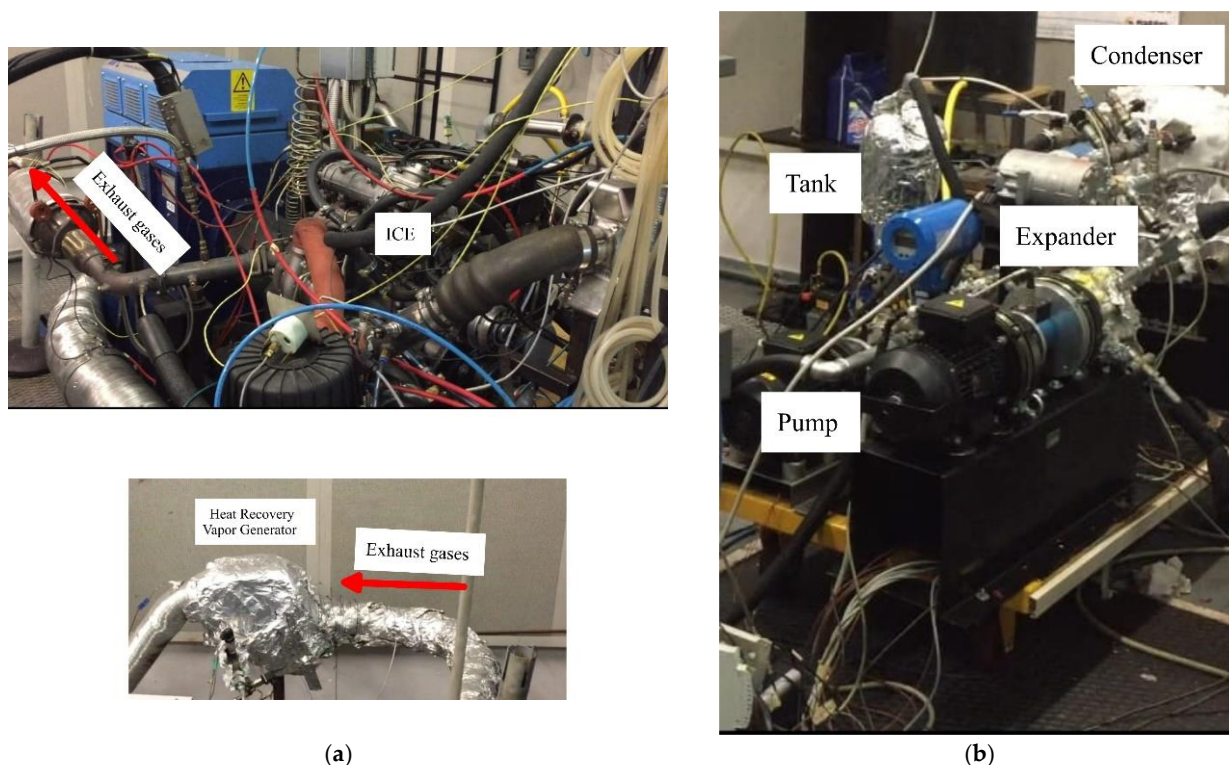 Exhaust gases
ICE
Heat Recovery
Vapor Generator
Exhaust gases
(a)
Condenser
Tank
Expander
Pump
(b)